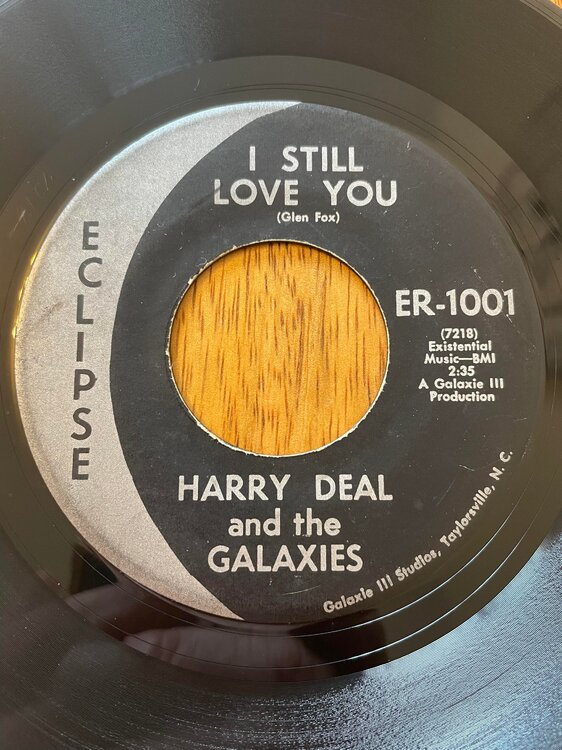 I STILL
LOVE YOU
(Glen Fox)
ECLIPSE
ER-1001
(7218)
Existential
Music—BMI
2:35
A Galaxie III
Production
HARRY DEAL
and the
GALAXIES
Galaxie III Studios, Taylorsville, N. C.